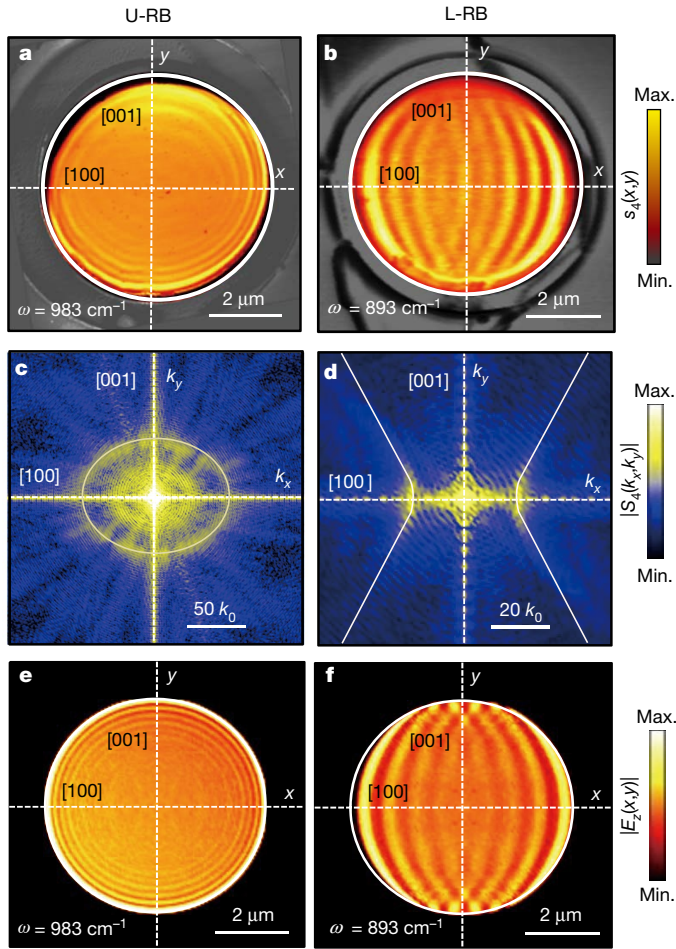 U-RB
L-RB
a
y
[001]
[100]
x
ω = 983 cm⁻¹
2 μm
b
y
[001]
[100]
x
ω = 893 cm⁻¹
2 μm
Max.
s₄(x,y)
Min.
c
[001]
k_y
[100]
k_x
50 k₀
d
[001]
k_y
[100]
k_x
20 k₀
Max.
|S₄(k_x,k_y)|
Min.
e
y
[001]
[100]
x
ω = 983 cm⁻¹
2 μm
f
y
[001]
[100]
x
ω = 893 cm⁻¹
2 μm
Max.
|E_z(x,y)|
Min.